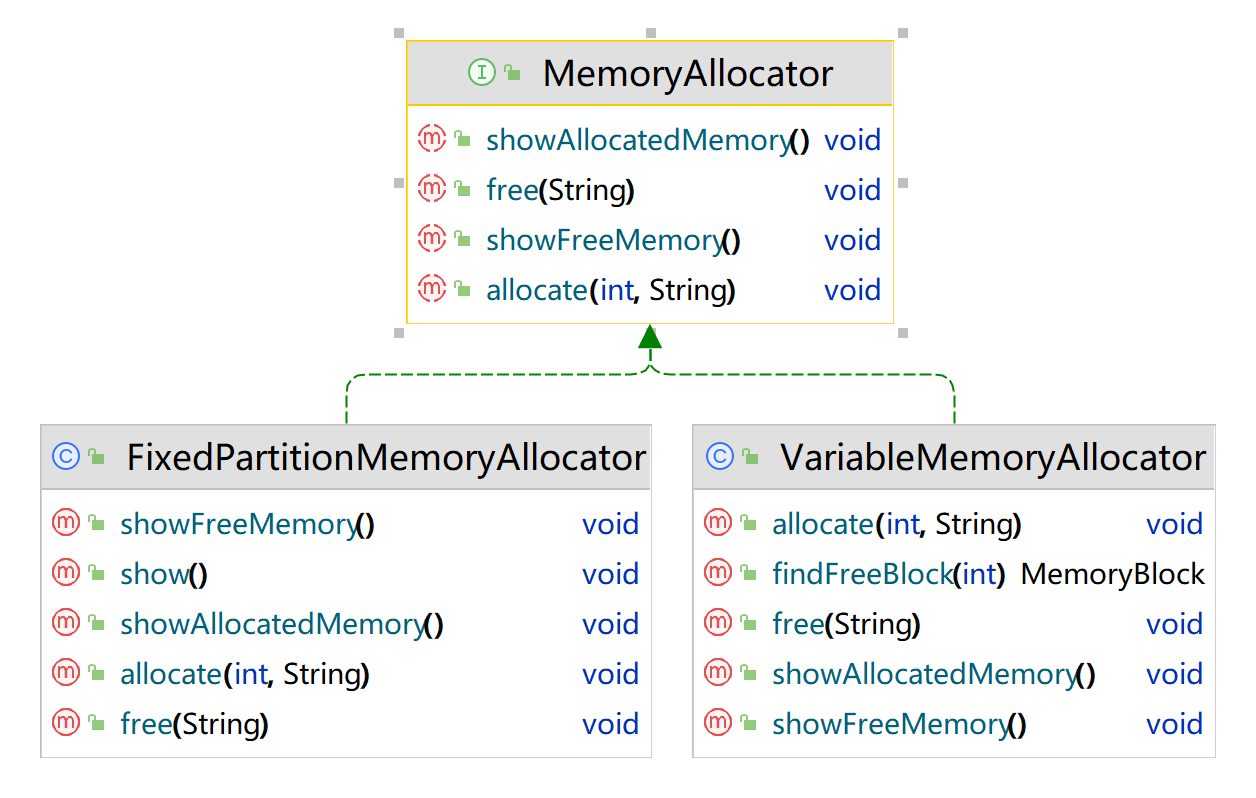 MemoryAllocator
showAllocatedMemory() void
free(String) void
showFreeMemory() void
allocate(int, String) void
FixedPartitionMemoryAllocator
showFreeMemory() void
show() void
showAllocatedMemory() void
allocate(int, String) void
free(String) void
VariableMemoryAllocator
allocate(int, String) void
findFreeBlock(int) MemoryBlock
free(String) void
showAllocatedMemory() void
showFreeMemory() void